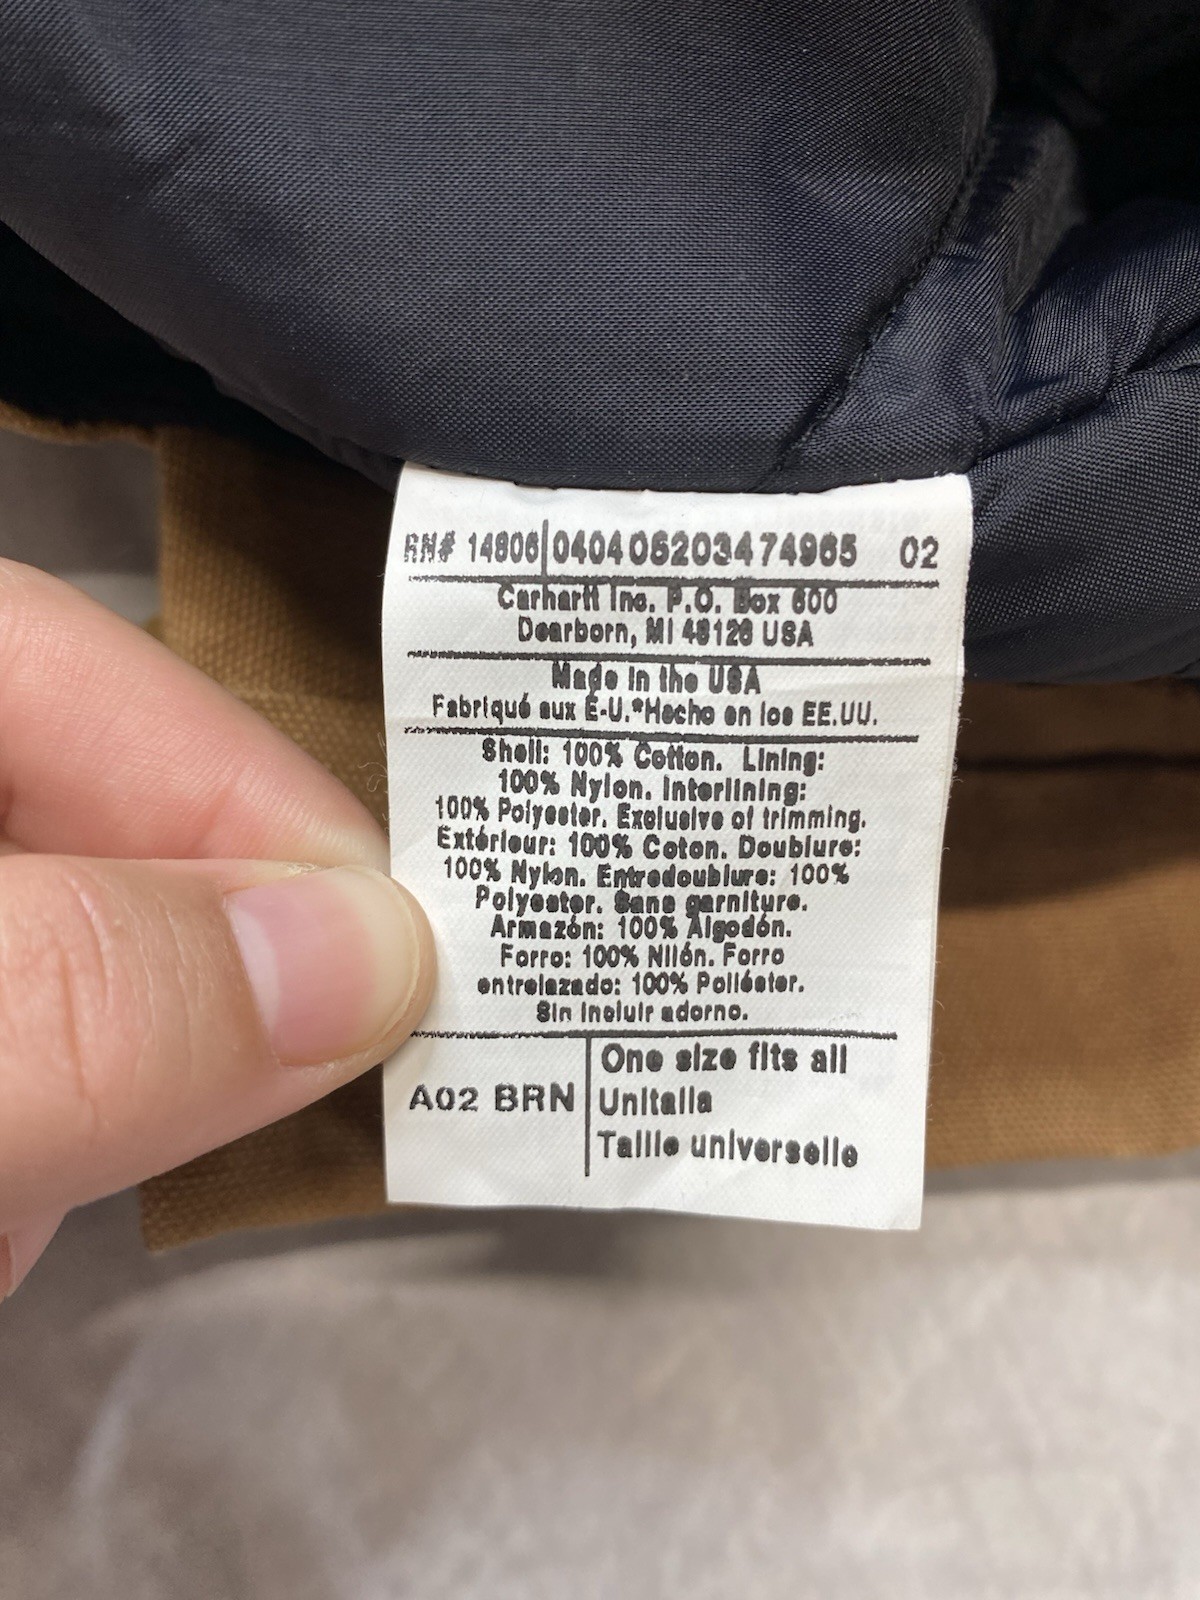 RN# 14806 040405203474965 02
Carhartt Inc. P.O. Box 600
Dearborn, MI 48126 USA
Made in the USA
Fabriqué aux É-U.*Hecho en los EE.UU.
Shell: 100% Cotton. Lining:
100% Nylon. Interlining:
100% Polyester. Exclusive of trimming.
Extérieur: 100% Coton. Doublure:
100% Nylon. Entredoublure: 100%
Polyester. Sans garniture.
Armazón: 100% Algodón.
Forro: 100% Nilón. Forro
entrelazado: 100% Poliéster.
Sin incluir adorno.
A02 BRN
One size fits all
Unitalla
Taille universelle